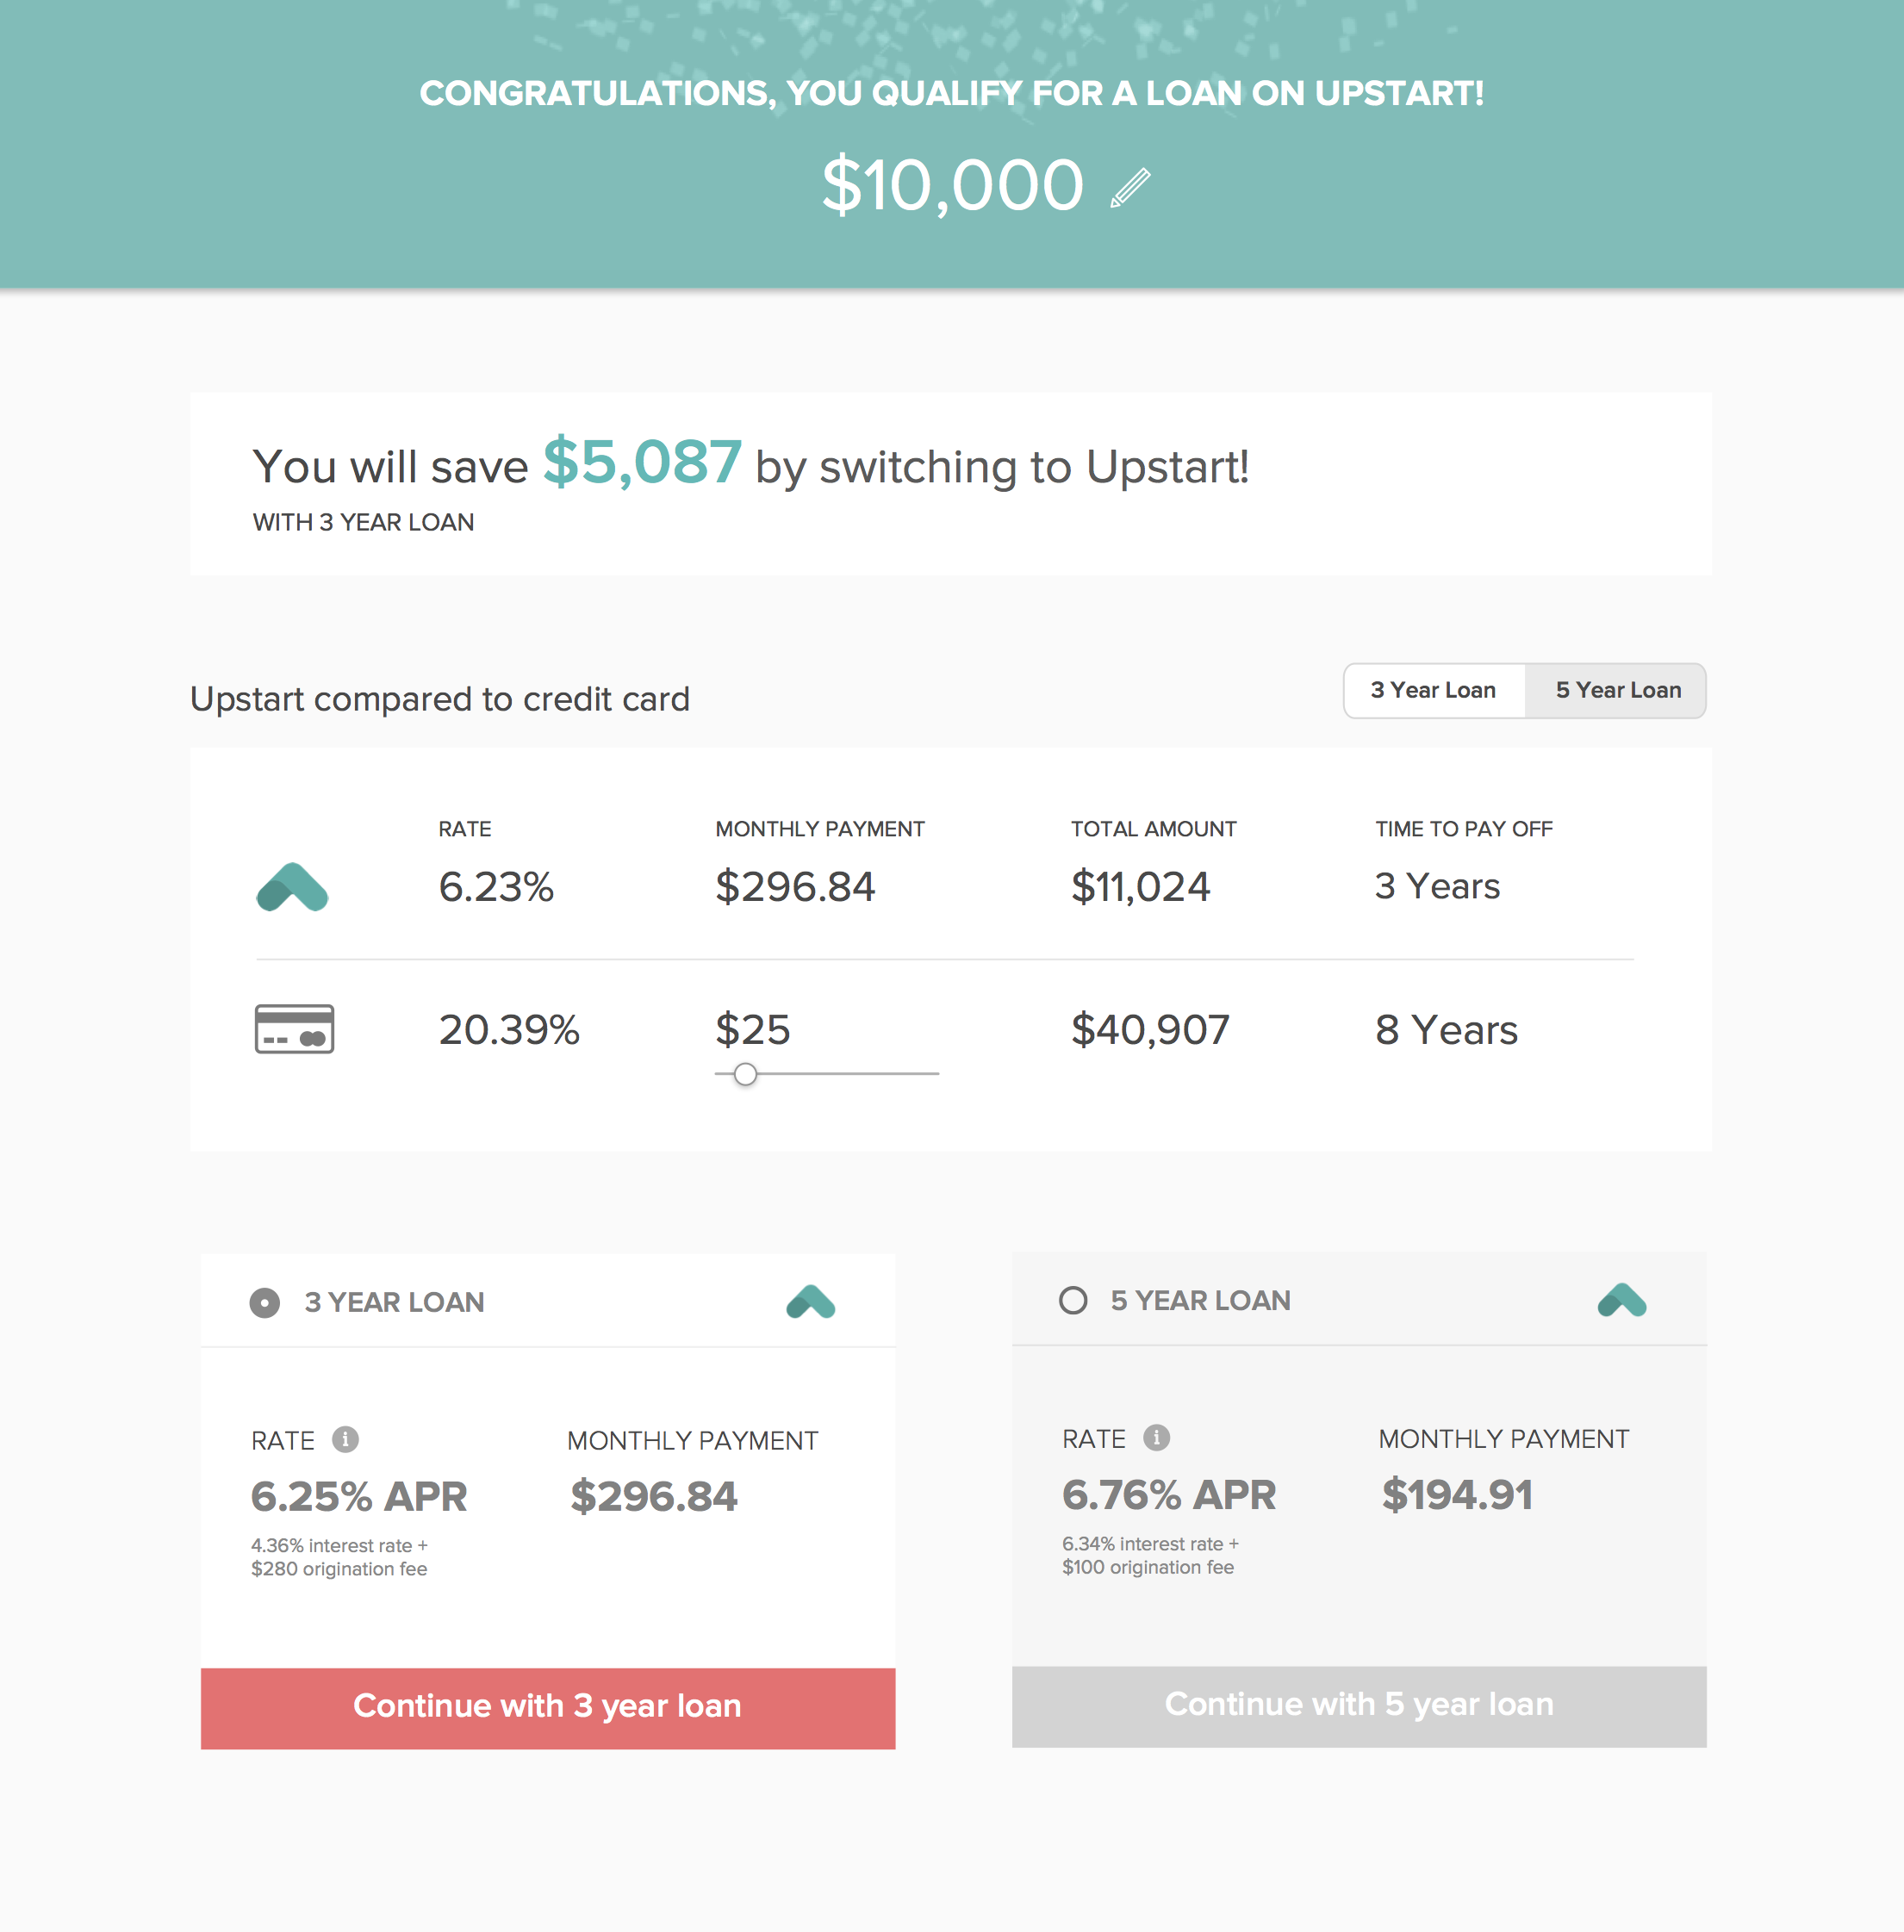 CONGRATULATIONS, YOU QUALIFY FOR A LOAN ON UPSTART!
$10,000
You will save $5,087 by switching to Upstart!
WITH 3 YEAR LOAN
Upstart compared to credit card
3 Year Loan 5 Year Loan
RATE MONTHLY PAYMENT TOTAL AMOUNT TIME TO PAY OFF
6.23% $296.84 $11,024 3 Years
20.39% $25 $40,907 8 Years
3 YEAR LOAN
RATE i MONTHLY PAYMENT
6.25% APR $296.84
4.36% interest rate +
$280 origination fee
Continue with 3 year loan
5 YEAR LOAN
RATE i MONTHLY PAYMENT
6.76% APR $194.91
6.34% interest rate +
$100 origination fee
Continue with 5 year loan